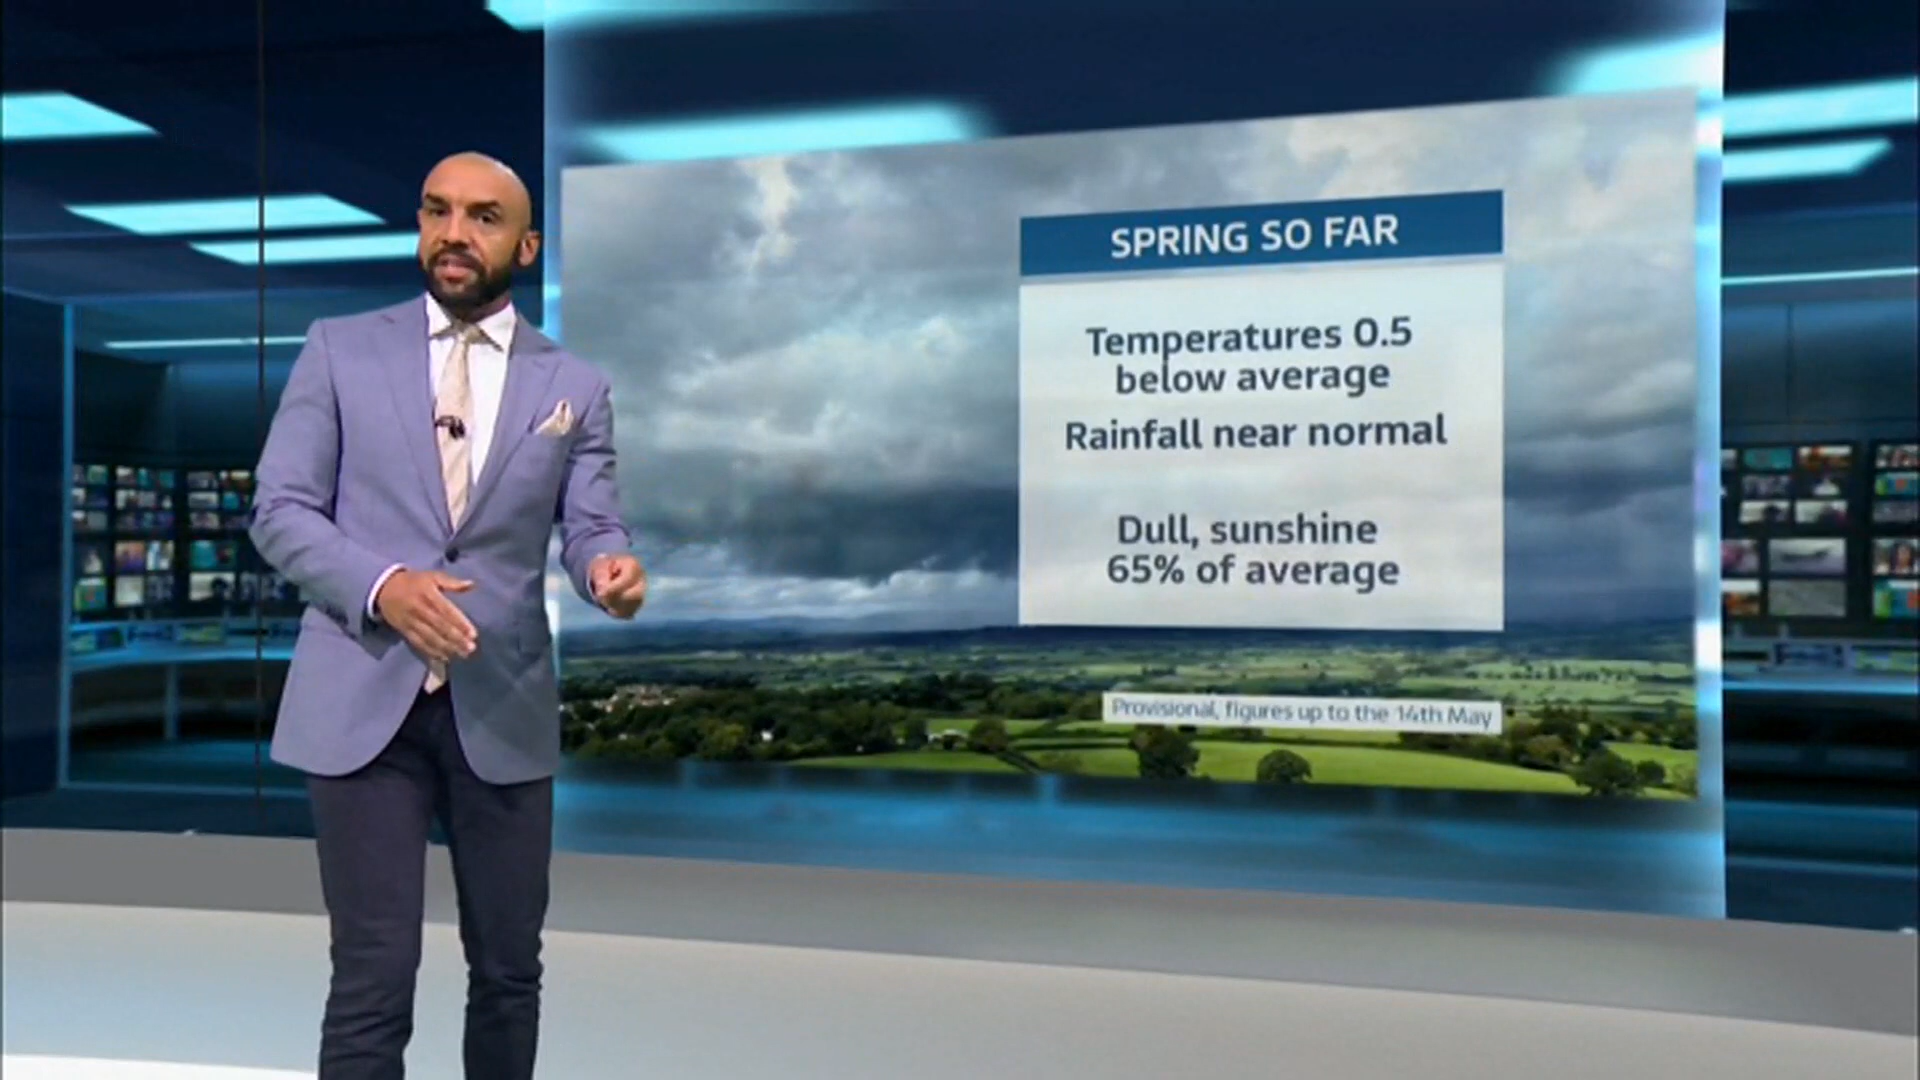 SPRING SO FAR
Temperatures 0.5
below average
Rainfall near normal
Dull, sunshine
65% of average
Provisional, figures up to the 14th May